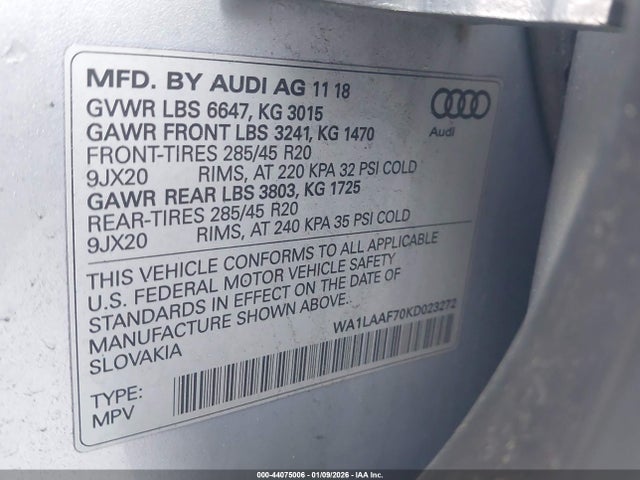 MFD. BY AUDI AG 11 18
GVWR LBS 6647, KG 3015
GAWR FRONT LBS 3241, KG 1470
FRONT-TIRES 285/45 R20
9JX20 RIMS, AT 220 KPA 32 PSI COLD
GAWR REAR LBS 3803, KG 1725
REAR-TIRES 285/45 R20
9JX20 RIMS, AT 240 KPA 35 PSI COLD
Audi
THIS VEHICLE CONFORMS TO ALL APPLICABLE
U.S. FEDERAL MOTOR VEHICLE SAFETY
STANDARDS IN EFFECT ON THE DATE OF
MANUFACTURE SHOWN ABOVE.
SLOVAKIA
WA1LAAF70KD023272
TYPE:
MPV
000-44075006 - 01/09/2026 - IAA Inc.